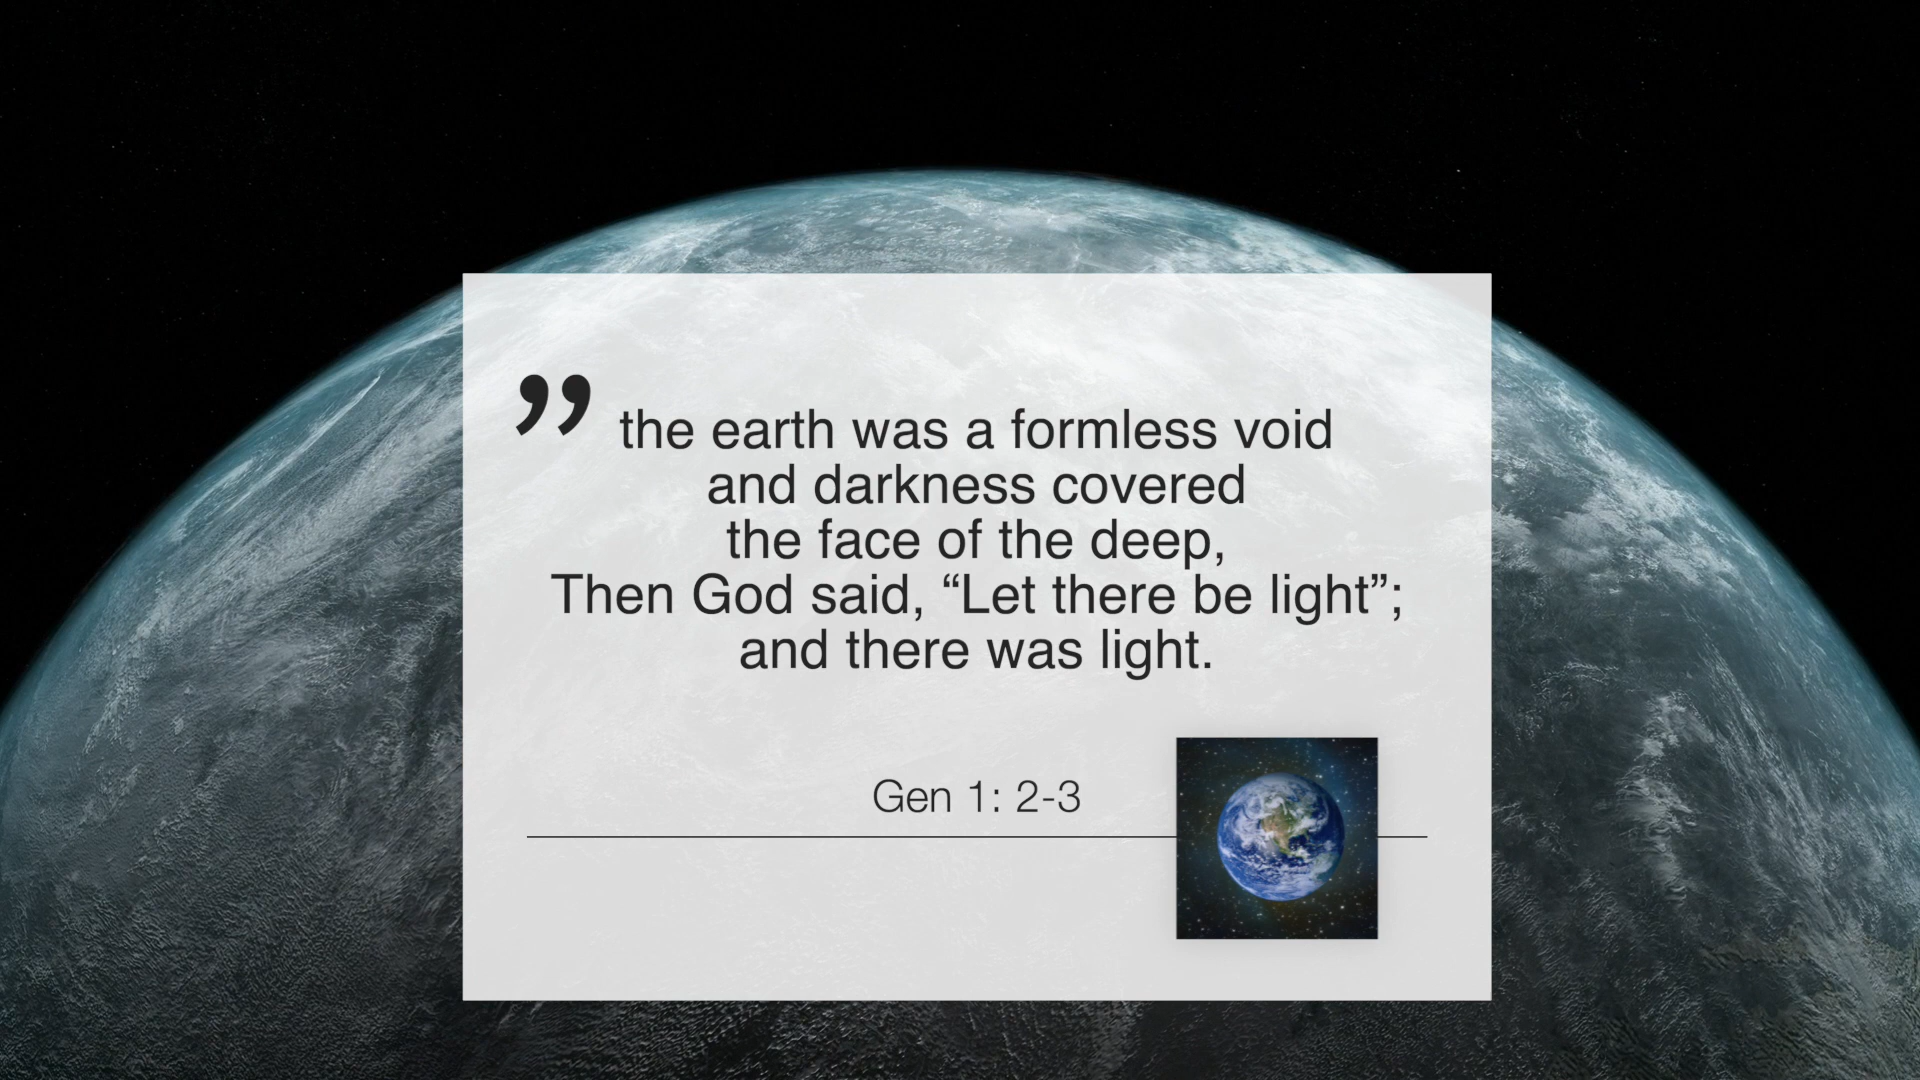 ”
the earth was a formless void
and darkness covered
the face of the deep,
Then God said, “Let there be light”;
and there was light.
Gen 1: 2-3